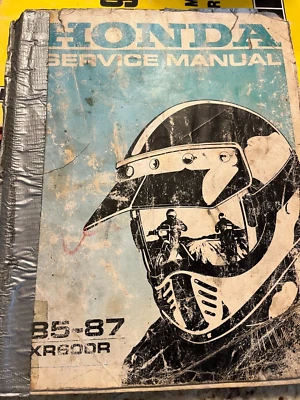 HONDA
SERVICE MANUAL
85-87
XR600R